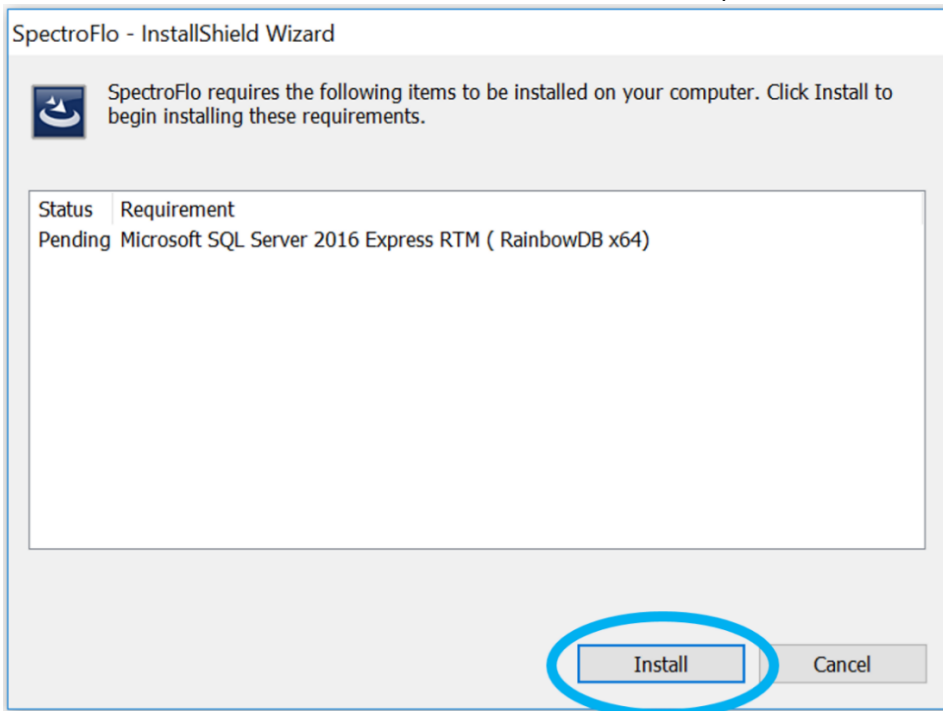 SpectroFlo - InstallShield Wizard
SpectroFlo requires the following items to be installed on your computer. Click Install to
begin installing these requirements.
Status Requirement
Pending Microsoft SQL Server 2016 Express RTM ( RainbowDB x64)
Install Cancel